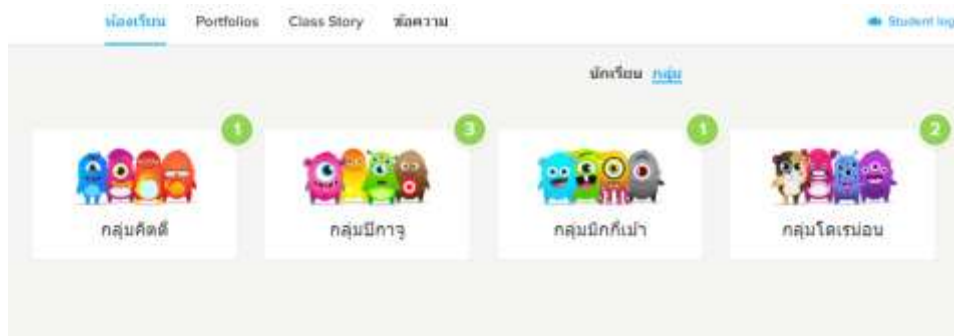 ห้องเรียน Portfolios Class Story ข้อความ Student log
นักเรียน กลุ่ม
1 3 1 2
กลุ่มคิตตี้ กลุ่มปิกาจู กลุ่มมิกกี้เม้า กลุ่มโดเรม่อน